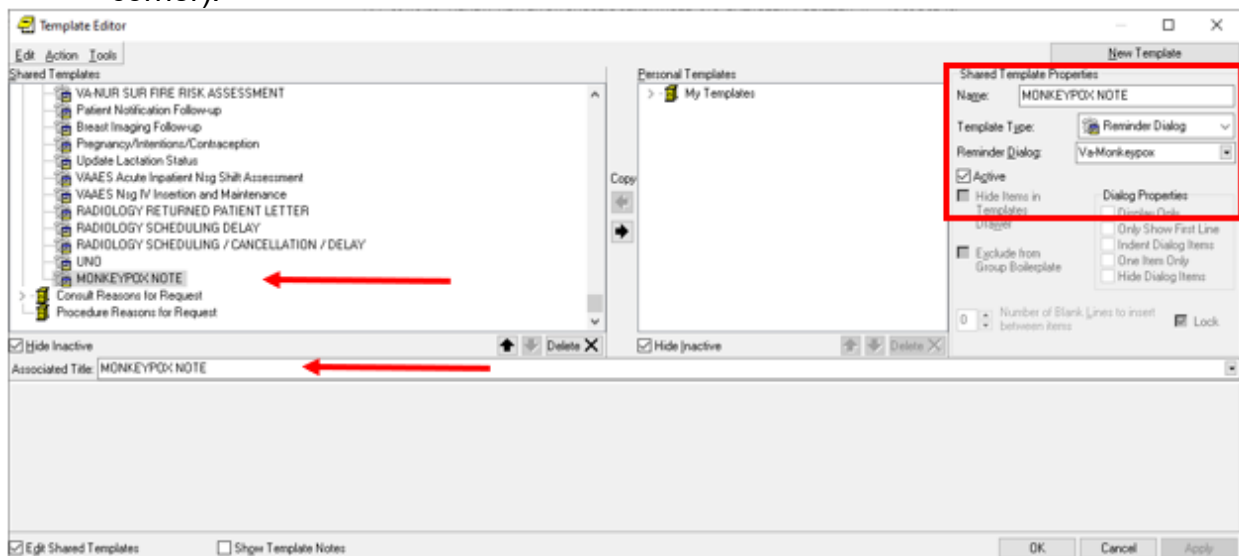 corner).
Template Editor
Edit Action Tools
New Template
Shared Templates
VA-NUR SUR FIRE RISK ASSESSMENT
Patient Notification Follow-up
Breast Imaging Follow-up
Pregnancy/Intentions/Contraception
Update Lactation Status
VAAES Acute Inpatient Nsg Shift Assessment
VAAES Nsg IV Insertion and Maintenance
RADIOLOGY RETURNED PATIENT LETTER
RADIOLOGY SCHEDULING DELAY
RADIOLOGY SCHEDULING / CANCELLATION / DELAY
UNO
MONKEYPOX NOTE
Consult Reasons for Request
Procedure Reasons for Request
Hide Inactive
Delete
Copy
Personal Templates
My Templates
Hide Inactive
Delete
Shared Template Properties
Name: MONKEYPOX NOTE
Template Type: Reminder Dialog
Reminder Dialog: Va-Monkeypox
Active
Hide Items in
Templates
Drawer
Exclude from
Group Boilerplate
Dialog Properties
Display Only
Only Show First Line
Indent Dialog Items
One Item Only
Hide Dialog Items
0 Number of Blank Lines to insert
between items
Lock
Associated Title: MONKEYPOX NOTE
Edit Shared Templates
Show Template Notes
OK Cancel Apply